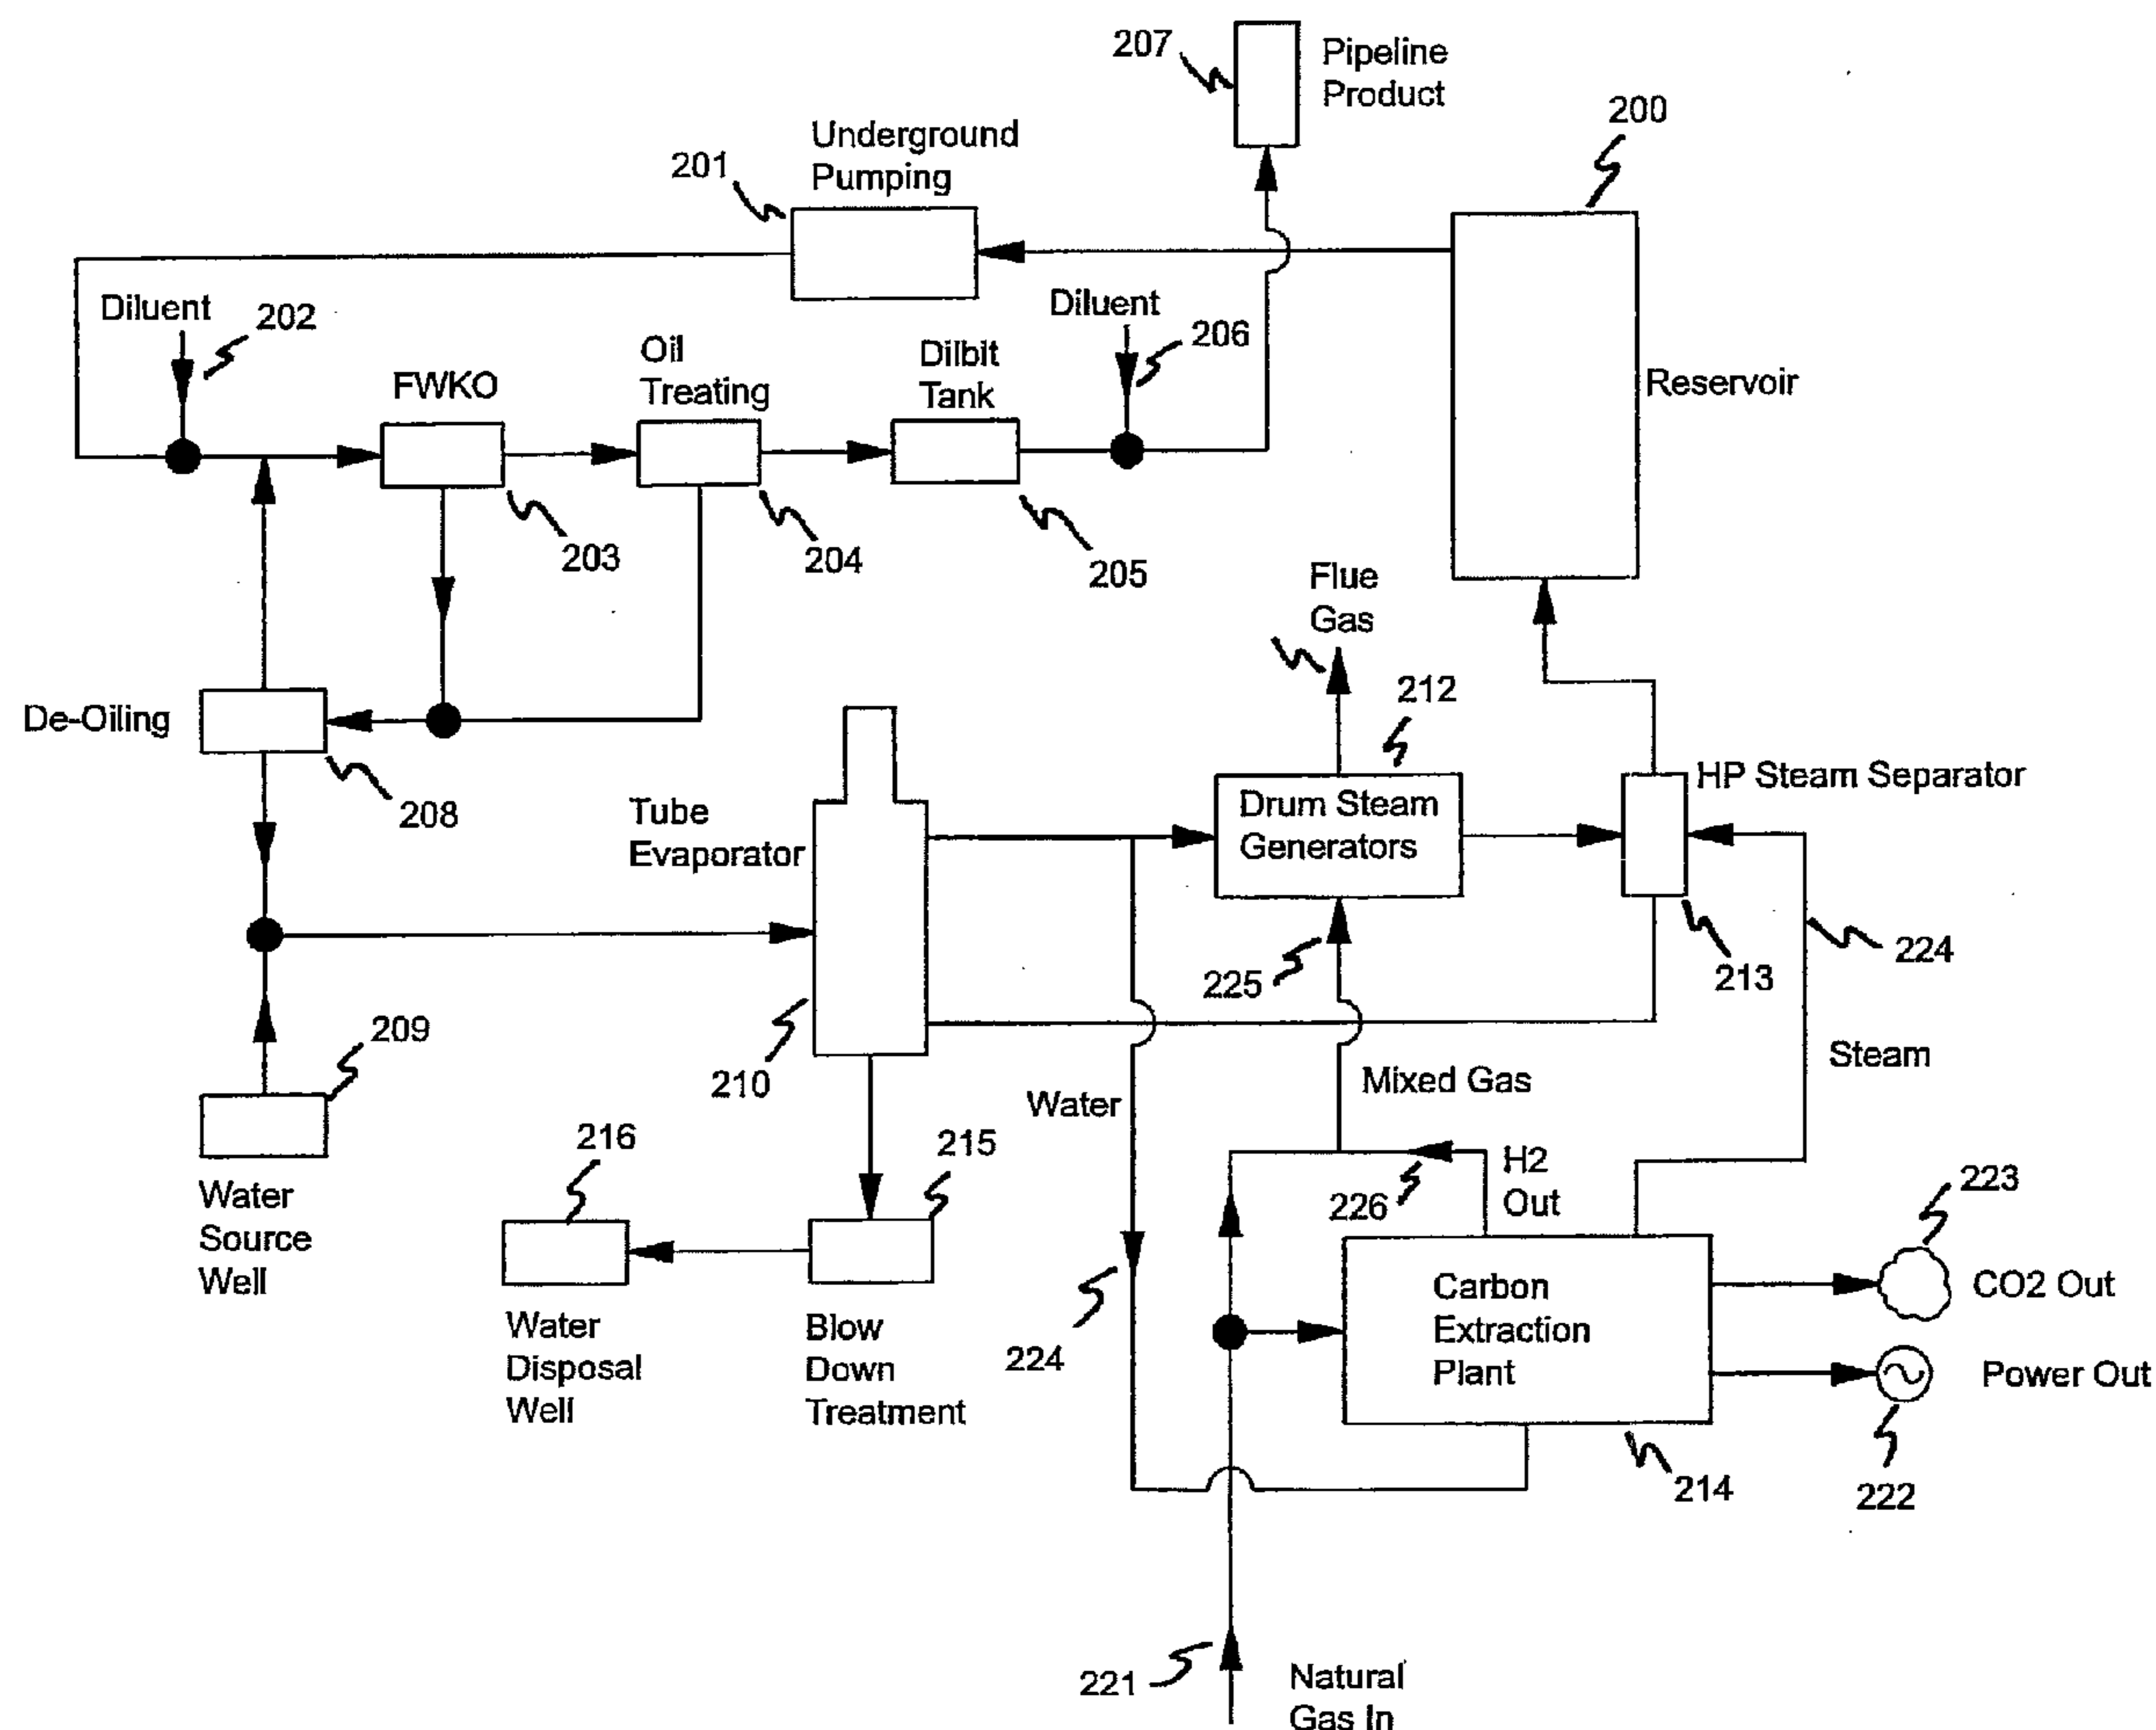 207
Pipeline
Product
200
Underground
Pumping
201
Diluent
202
Diluent
206
Oil
Treating
Dilbit
Tank
FWKO
Reservoir
203
204
205
Flue
Gas
212
De-Oiling
208
Tube
Evaporator
Drum Steam
Generators
HP Steam Separator
224
213
225
209
210
Water
Mixed Gas
Steam
216
215
H2
Out
226
223
Water
Source
Well
Carbon
Extraction
Plant
CO2 Out
Power Out
Water
Disposal
Well
Blow
Down
Treatment
224
214
222
221
Natural
Gas In